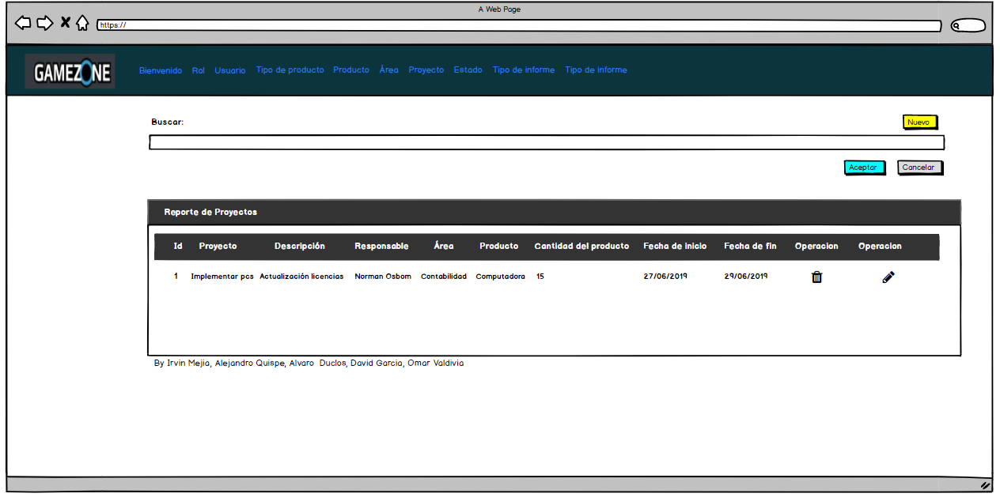 A Web Page
https://
GAMEZONE Bienvenido Rol Usuario Tipo de producto Producto Área Proyecto Estado Tipo de informe Tipo de informe
Buscar: Nuevo
Aceptar Cancelar
Reporte de Proyectos
Id Proyecto Descripción Responsable Área Producto Cantidad del producto Fecha de inicio Fecha de fin Operacion Operacion
1 Implementar pcs Actualización licencias Norman Osbom Contabilidad Computadora 15 27/06/2019 29/06/2019
By Irvin Mejia, Alejandro Quispe, Alvaro Duclos, David Garcia, Omar Valdivia